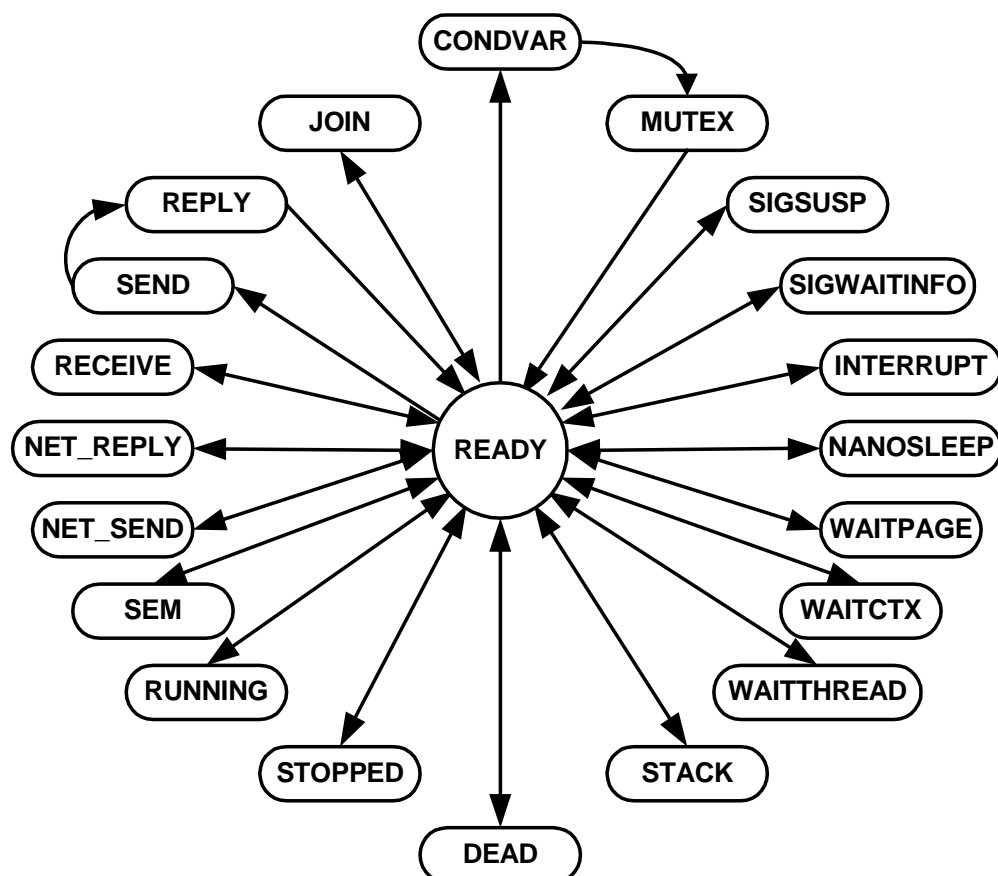 CONDVAR
JOIN
MUTEX
REPLY
SIGSUSP
SEND
SIGWAITINFO
RECEIVE
INTERRUPT
NET_REPLY
READY
NANOSLEEP
NET_SEND
WAITPAGE
SEM
WAITCTX
RUNNING
WAITTHREAD
STOPPED
STACK
DEAD